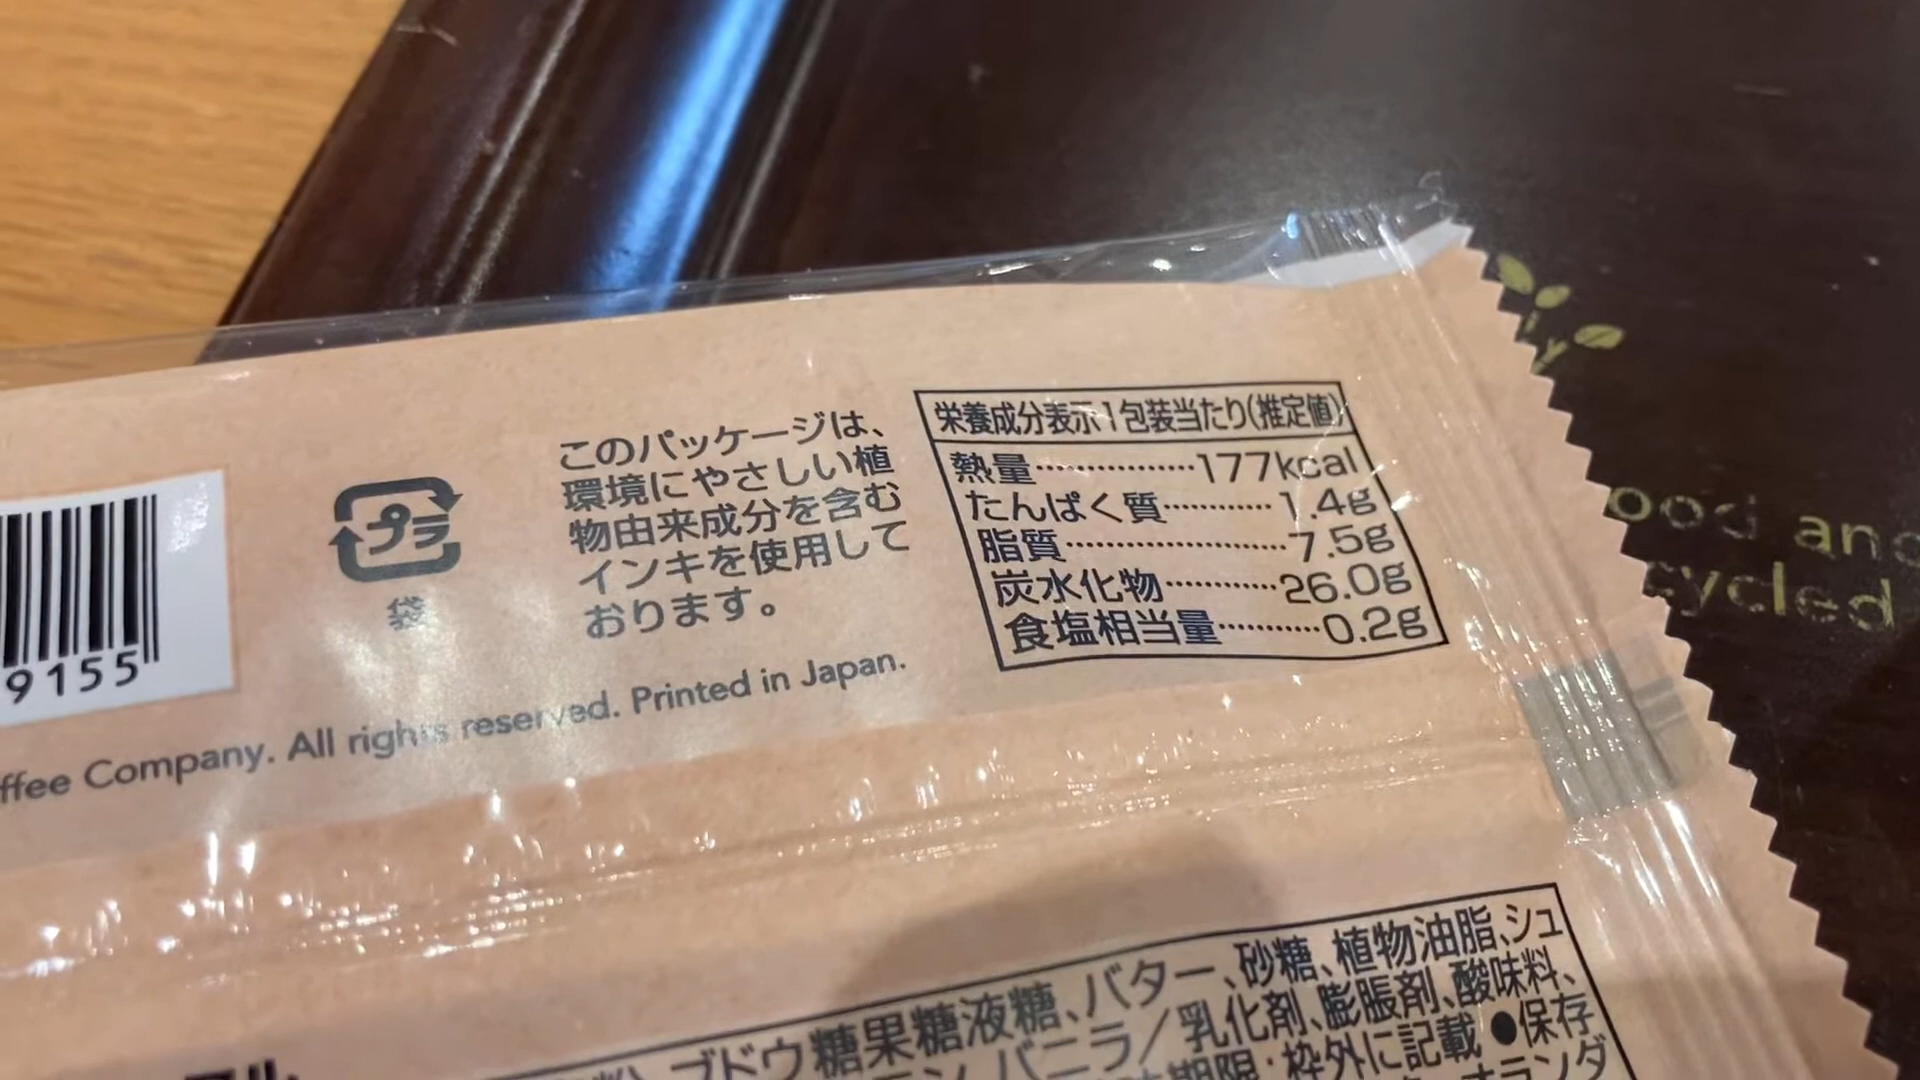 このパッケージは、
環境にやさしい植
物由来成分を含む
インキを使用して
おります。
プラ
袋
9155
ffee Company. All rights reserved. Printed in Japan.
栄養成分表示1包装当たり(推定値)
熱量………………177kcal
たんぱく質…………1.4g
脂質……………………7.5g
炭水化物…………26.0g
食塩相当量…………0.2g
ood and
cycled
ブドウ糖果糖液糖、バター、砂糖、植物油脂、シュ
バニラ/乳化剤、膨脹剤、酸味料、
期限:枠外に記載 ●保存
オランダ